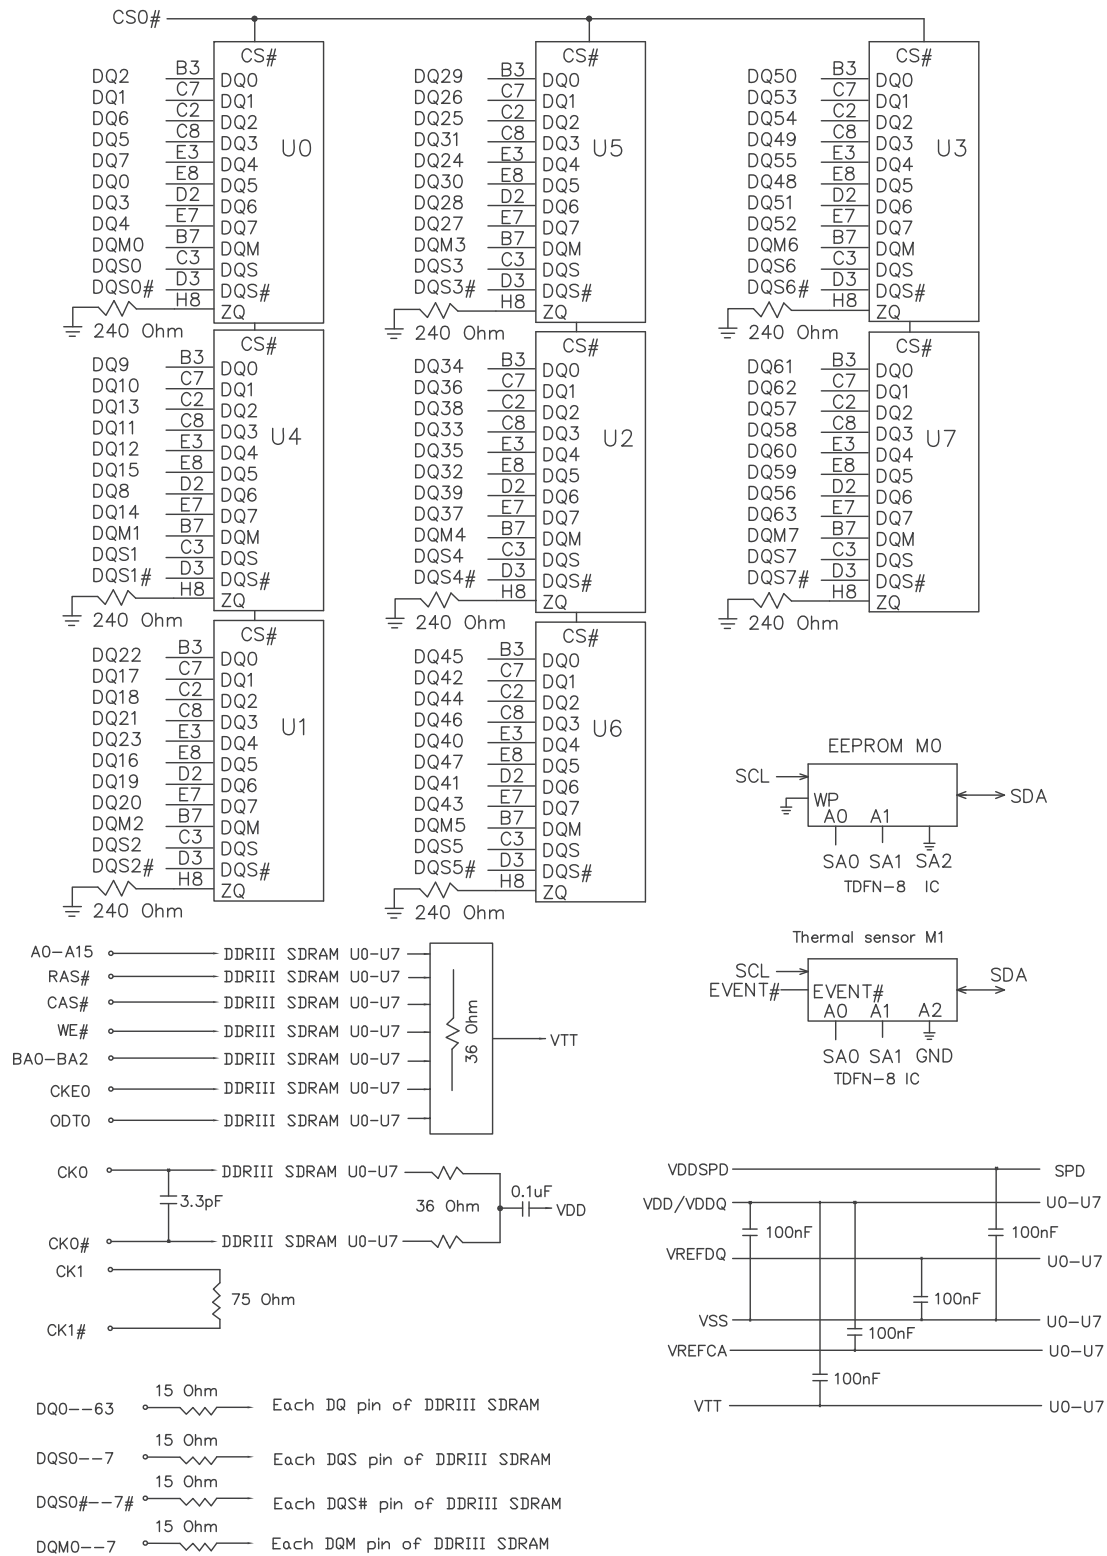 CS0#
CS#
DQ2 B3 DQ0
DQ1 C7 DQ1
DQ6 C2 DQ2
DQ5 C8 DQ3
DQ7 E3 DQ4
DQ0 E8 DQ5
DQ3 D2 DQ6
DQ4 E7 DQ7
DQM0 B7 DQM
DQS0 C3 DQS
DQS0# D3 DQS#
H8 ZQ
240 Ohm
U0
CS#
DQ9 B3 DQ0
DQ10 C7 DQ1
DQ13 C2 DQ2
DQ11 C8 DQ3
DQ12 E3 DQ4
DQ15 E8 DQ5
DQ8 D2 DQ6
DQ14 E7 DQ7
DQM1 B7 DQM
DQS1 C3 DQS
DQS1# D3 DQS#
H8 ZQ
240 Ohm
U4
CS#
DQ22 B3 DQ0
DQ17 C7 DQ1
DQ18 C2 DQ2
DQ21 C8 DQ3
DQ23 E3 DQ4
DQ16 E8 DQ5
DQ19 D2 DQ6
DQ20 E7 DQ7
DQM2 B7 DQM
DQS2 C3 DQS
DQS2# D3 DQS#
H8 ZQ
240 Ohm
U1
CS#
DQ29 B3 DQ0
DQ26 C7 DQ1
DQ25 C2 DQ2
DQ31 C8 DQ3
DQ24 E3 DQ4
DQ30 E8 DQ5
DQ28 D2 DQ6
DQ27 E7 DQ7
DQM3 B7 DQM
DQS3 C3 DQS
DQS3# D3 DQS#
H8 ZQ
240 Ohm
U5
CS#
DQ34 B3 DQ0
DQ36 C7 DQ1
DQ38 C2 DQ2
DQ33 C8 DQ3
DQ35 E3 DQ4
DQ32 E8 DQ5
DQ39 D2 DQ6
DQ37 E7 DQ7
DQM4 B7 DQM
DQS4 C3 DQS
DQS4# D3 DQS#
H8 ZQ
240 Ohm
U2
CS#
DQ45 B3 DQ0
DQ42 C7 DQ1
DQ44 C2 DQ2
DQ46 C8 DQ3
DQ40 E3 DQ4
DQ47 E8 DQ5
DQ41 D2 DQ6
DQ43 E7 DQ7
DQM5 B7 DQM
DQS5 C3 DQS
DQS5# D3 DQS#
H8 ZQ
240 Ohm
U6
CS#
DQ50 B3 DQ0
DQ53 C7 DQ1
DQ54 C2 DQ2
DQ49 C8 DQ3
DQ55 E3 DQ4
DQ48 E8 DQ5
DQ51 D2 DQ6
DQ52 E7 DQ7
DQM6 B7 DQM
DQS6 C3 DQS
DQS6# D3 DQS#
H8 ZQ
240 Ohm
U3
CS#
DQ61 B3 DQ0
DQ62 C7 DQ1
DQ57 C2 DQ2
DQ58 C8 DQ3
DQ60 E3 DQ4
DQ59 E8 DQ5
DQ56 D2 DQ6
DQ63 E7 DQ7
DQM7 B7 DQM
DQS7 C3 DQS
DQS7# D3 DQS#
H8 ZQ
240 Ohm
U7
EEPROM M0
SCL
WP
SDA
A0 A1
SA0 SA1 SA2
TDFN-8 IC
Thermal sensor M1
SCL
SDA
EVENT# EVENT#
A0 A1 A2
SA0 SA1 GND
TDFN-8 IC
A0-A15 DDRIII SDRAM U0-U7
RAS# DDRIII SDRAM U0-U7
CAS# DDRIII SDRAM U0-U7
WE# DDRIII SDRAM U0-U7
BA0-BA2 DDRIII SDRAM U0-U7
CKE0 DDRIII SDRAM U0-U7
ODT0 DDRIII SDRAM U0-U7
36 Ohm
VTT
CK0 DDRIII SDRAM U0-U7
3.3pF
36 Ohm
0.1uF
VDD
CK0# DDRIII SDRAM U0-U7
CK1
75 Ohm
CK1#
VDDSPD SPD
VDD/VDDQ U0-U7
100nF 100nF
VREFDQ U0-U7
100nF
VSS U0-U7
100nF
VREFCA U0-U7
100nF
VTT U0-U7
15 Ohm
DQ0--63 Each DQ pin of DDRIII SDRAM
15 Ohm
DQS0--7 Each DQS pin of DDRIII SDRAM
15 Ohm
DQS0#--7# Each DQS# pin of DDRIII SDRAM
15 Ohm
DQM0--7 Each DQM pin of DDRIII SDRAM